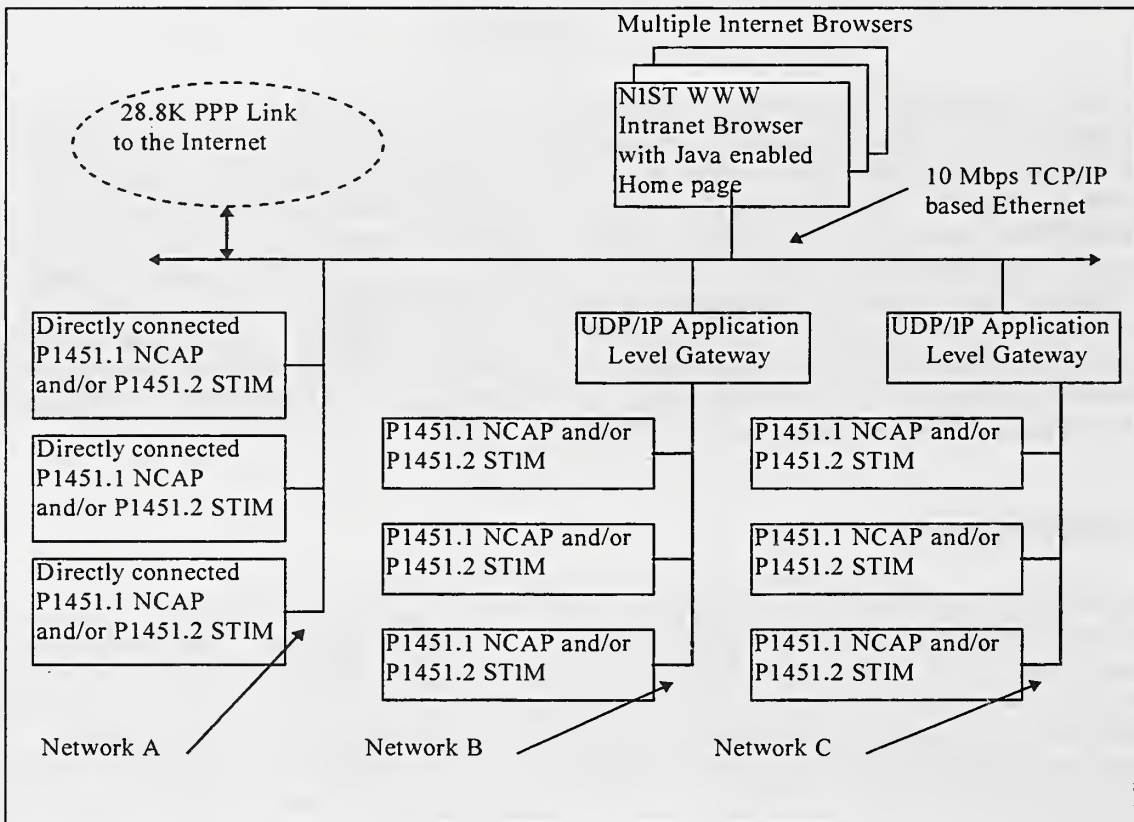 Multiple Internet Browsers
28.8K PPP Link
to the Internet
NIST WWW
Intranet Browser
with Java enabled
Home page
10 Mbps TCP/IP
based Ethernet
Directly connected
P1451.1 NCAP
and/or P1451.2 STIM
Directly connected
P1451.1 NCAP
and/or P1451.2 STIM
Directly connected
P1451.1 NCAP
and/or P1451.2 STIM
UDP/IP Application
Level Gateway
P1451.1 NCAP and/or
P1451.2 STIM
P1451.1 NCAP and/or
P1451.2 STIM
P1451.1 NCAP and/or
P1451.2 STIM
UDP/IP Application
Level Gateway
P1451.1 NCAP and/or
P1451.2 STIM
P1451.1 NCAP and/or
P1451.2 STIM
P1451.1 NCAP and/or
P1451.2 STIM
Network A
Network B
Network C